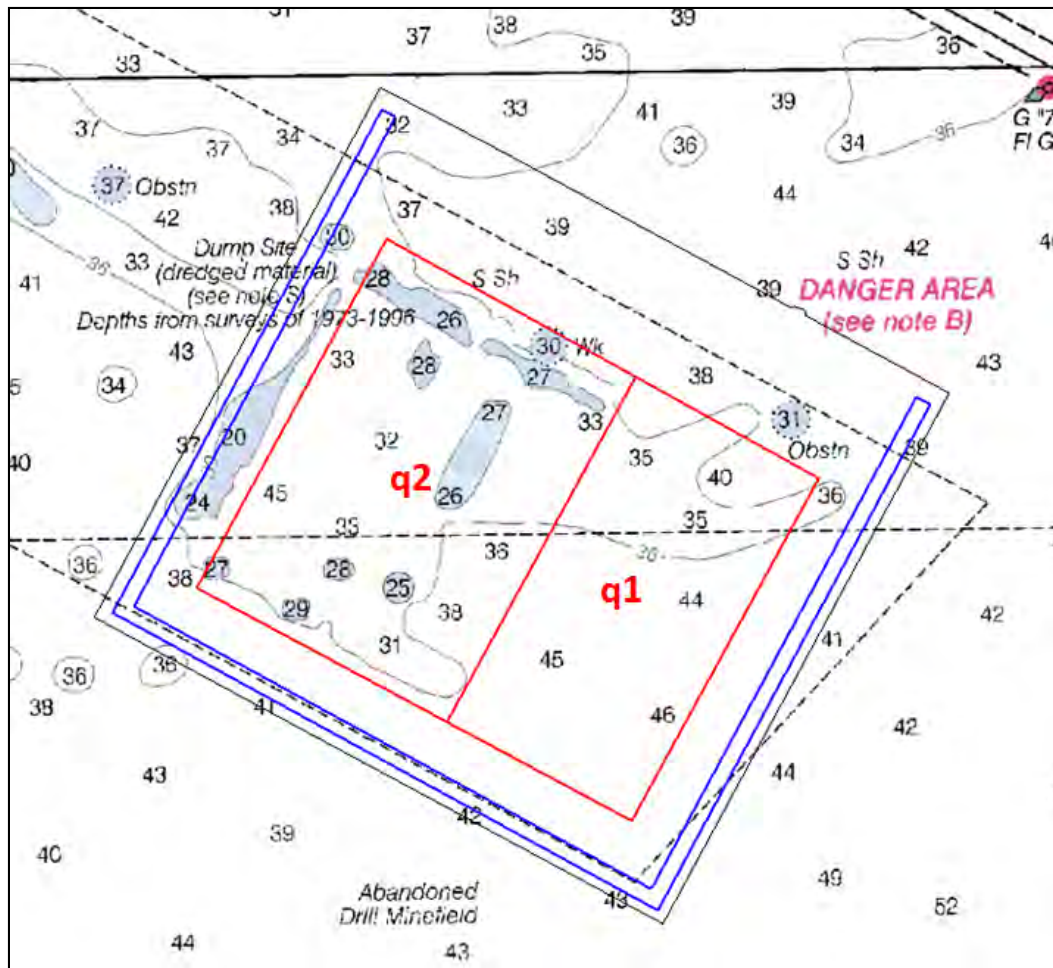 31 38 39
37 35 36
33
33 41 39
G "7
Fl G
37 34 37 32 36 34 36
37 Obstn 38 37 44
42 39 42
30
Dump Site
(dredged material)
(see note S)
Depths from surveys of 1973-1996
33 41 36
28 S Sh S Sh
39 DANGER AREA
(see note B)
26 30 Wk
43 33 28 27 38 43
34 27 33 31
Obstn
37 20 32 35 39
40 q2 40
24 45 26 36
35 35
36 36 26
27 28 25
38 q1
29 38 44 42
31 41
36 38 45
38 41 46 42
43 44
42
39
40 49
Abandoned
Drill Minefield
43 52
44 43